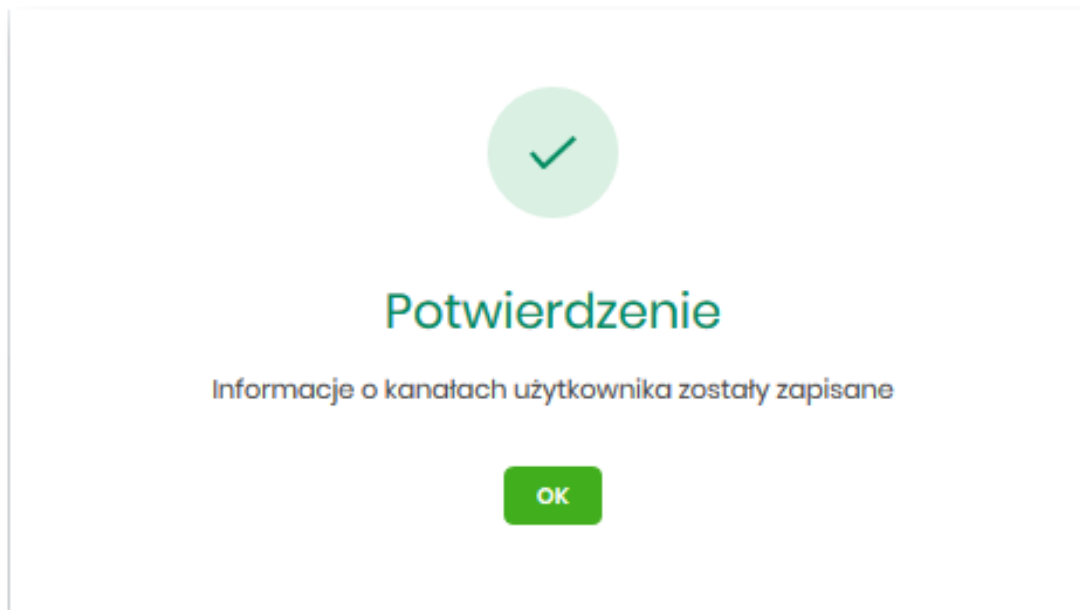 Potwierdzenie
Informacje o kanałach użytkownika zostały zapisane
OK